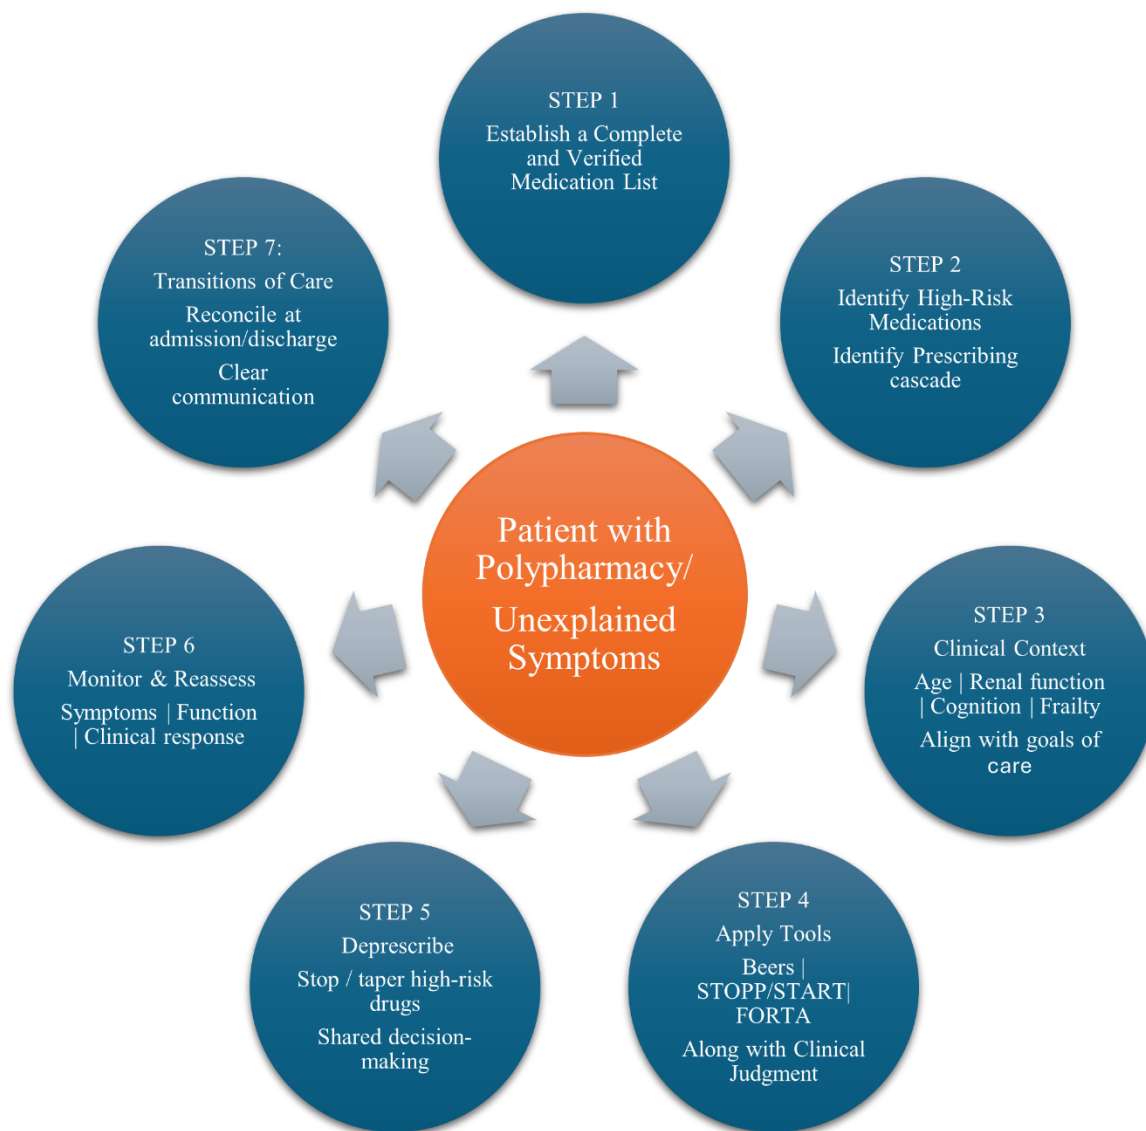 STEP 1
Establish a Complete
and Verified
Medication List
STEP 2
Identify High-Risk
Medications
Identify Prescribing
cascade
STEP 3
Clinical Context
Age | Renal function
| Cognition | Frailty
Align with goals of
care
STEP 4
Apply Tools
Beers |
STOPP/START|
FORTA
Along with Clinical
Judgment
STEP 5
Deprescribe
Stop / taper high-risk
drugs
Shared decision-
making
STEP 6
Monitor & Reassess
Symptoms | Function
| Clinical response
STEP 7:
Transitions of Care
Reconcile at
admission/discharge
Clear
communication
Patient with
Polypharmacy/
Unexplained
Symptoms